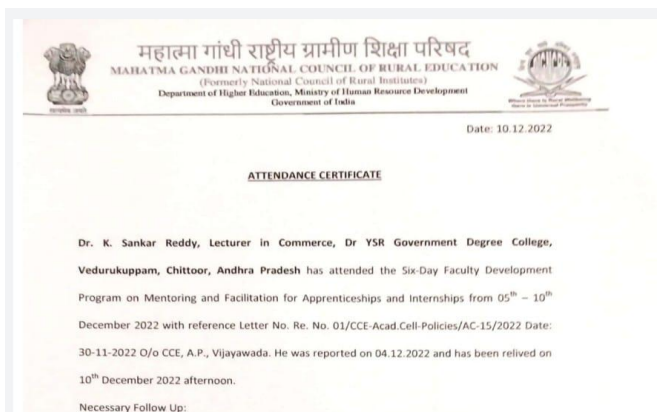 महात्मा गांधी राष्ट्रीय ग्रामीण शिक्षा परिषद
MAHATMA GANDHI NATIONAL COUNCIL OF RURAL EDUCATION
(Formerly National Council of Rural Institutes)
Department of Higher Education, Ministry of Human Resource Development
Government of India
सत्यमेव जयते
Date: 10.12.2022
ATTENDANCE CERTIFICATE
Dr. K. Sankar Reddy, Lecturer in Commerce, Dr YSR Government Degree College,
Vedurukuppam, Chittoor, Andhra Pradesh has attended the Six-Day Faculty Development
Program on Mentoring and Facilitation for Apprenticeships and Internships from 05th – 10th
December 2022 with reference Letter No. Re. No. 01/CCE-Acad.Cell-Policies/AC-15/2022 Date:
30-11-2022 O/o CCE, A.P., Vijayawada. He was reported on 04.12.2022 and has been relived on
10th December 2022 afternoon.
Necessary Follow Up: